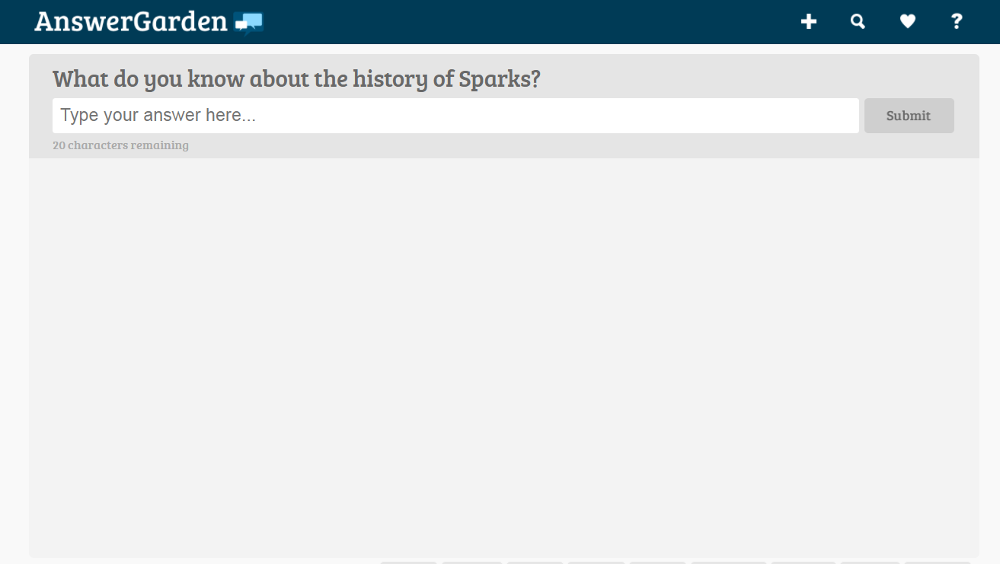 AnswerGarden
What do you know about the history of Sparks?
Type your answer here...
Submit
20 characters remaining